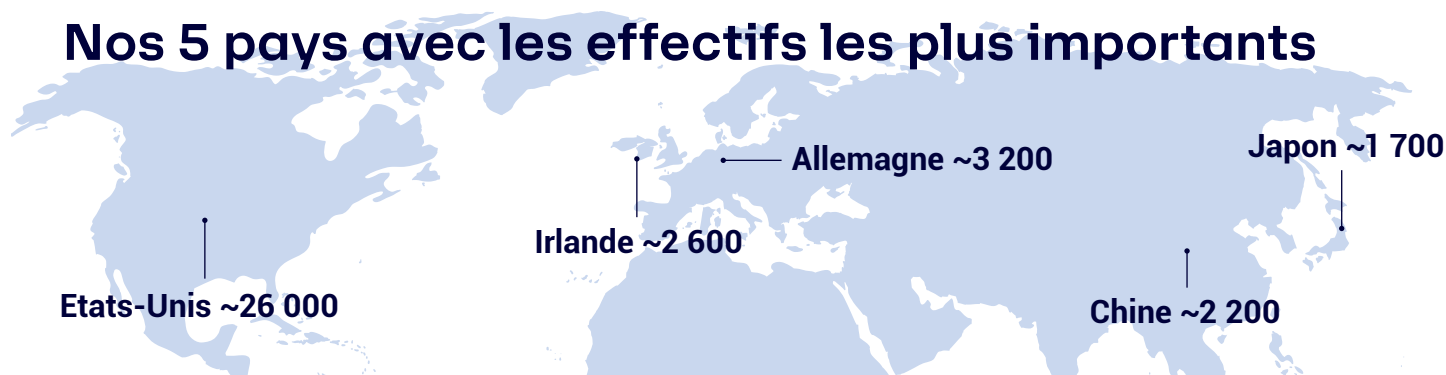 Nos 5 pays avec les effectifs les plus importants
Japon ~1 700
Allemagne ~3 200
Irlande ~2 600
Etats-Unis ~26 000
Chine ~2 200